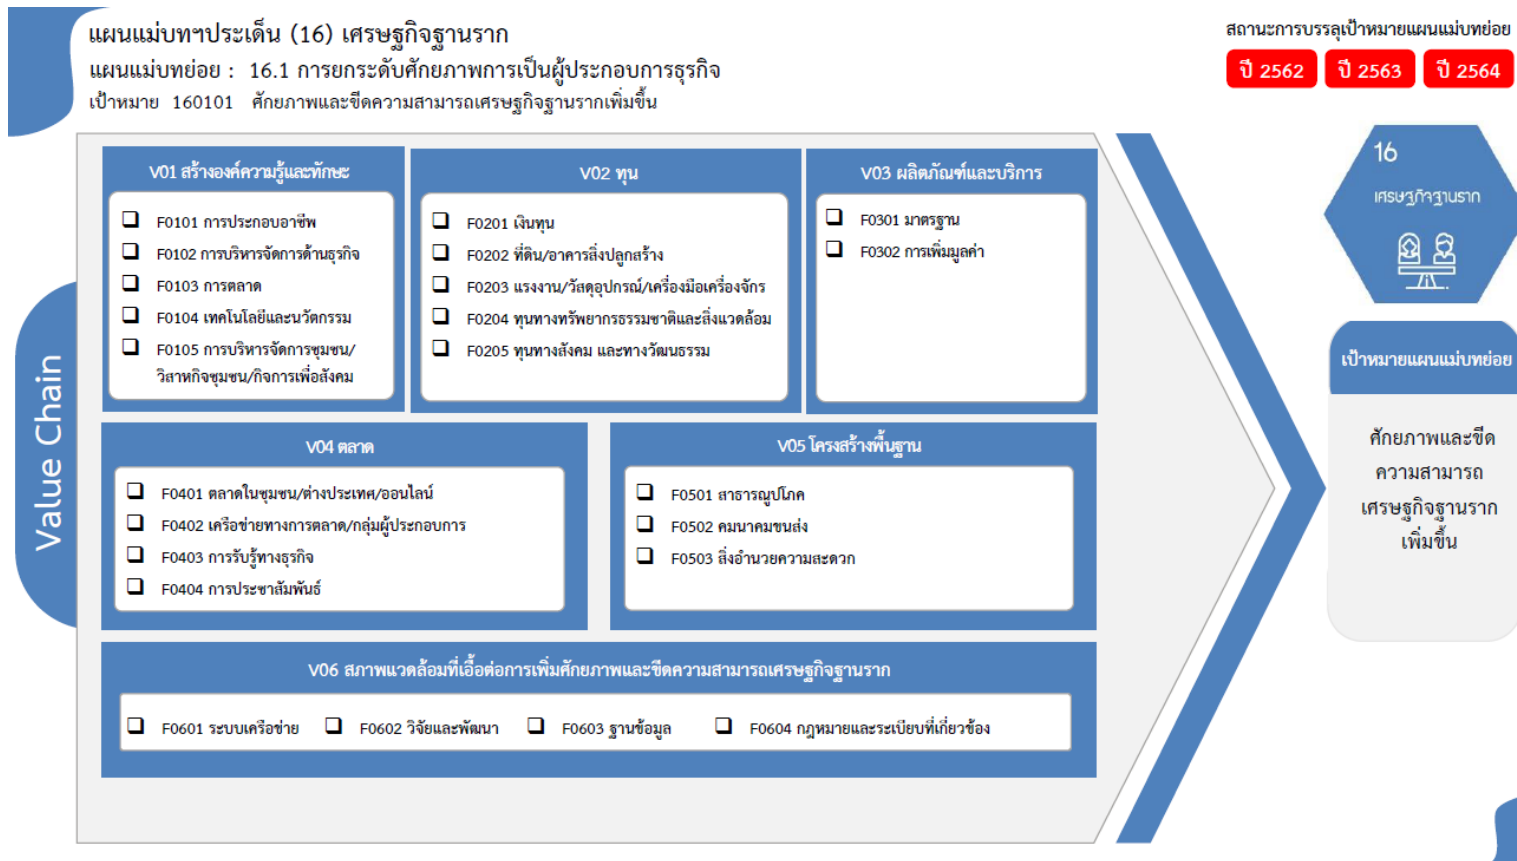 แผนแม่บทฯประเด็น (16) เศรษฐกิจฐานราก
แผนแม่บทย่อย : 16.1 การยกระดับศักยภาพการเป็นผู้ประกอบการธุรกิจ
เป้าหมาย 160101 ศักยภาพและขีดความสามารถเศรษฐกิจฐานรากเพิ่มขึ้น
สถานะการบรรลุเป้าหมายแผนแม่บทย่อย
ปี 2562 ปี 2563 ปี 2564
Value Chain
V01 สร้างองค์ความรู้และทักษะ
F0101 การประกอบอาชีพ
F0102 การบริหารจัดการด้านธุรกิจ
F0103 การตลาด
F0104 เทคโนโลยีและนวัตกรรม
F0105 การบริหารจัดการชุมชน/
วิสาหกิจชุมชน/กิจการเพื่อสังคม
V02 ทุน
F0201 เงินทุน
F0202 ที่ดิน/อาคารสิ่งปลูกสร้าง
F0203 แรงงาน/วัสดุอุปกรณ์/เครื่องมือเครื่องจักร
F0204 ทุนทางทรัพยากรธรรมชาติและสิ่งแวดล้อม
F0205 ทุนทางสังคม และทางวัฒนธรรม
V03 ผลิตภัณฑ์และบริการ
F0301 มาตรฐาน
F0302 การเพิ่มมูลค่า
V04 ตลาด
F0401 ตลาดในชุมชน/ต่างประเทศ/ออนไลน์
F0402 เครือข่ายทางการตลาด/กลุ่มผู้ประกอบการ
F0403 การรับรู้ทางธุรกิจ
F0404 การประชาสัมพันธ์
V05 โครงสร้างพื้นฐาน
F0501 สาธารณูปโภค
F0502 คมนาคมขนส่ง
F0503 สิ่งอำนวยความสะดวก
V06 สภาพแวดล้อมที่เอื้อต่อการเพิ่มศักยภาพและขีดความสามารถเศรษฐกิจฐานราก
F0601 ระบบเครือข่าย F0602 วิจัยและพัฒนา F0603 ฐานข้อมูล F0604 กฎหมายและระเบียบที่เกี่ยวข้อง
16
เศรษฐกิจฐานราก
เป้าหมายแผนแม่บทย่อย
ศักยภาพและขีด
ความสามารถ
เศรษฐกิจฐานราก
เพิ่มขึ้น